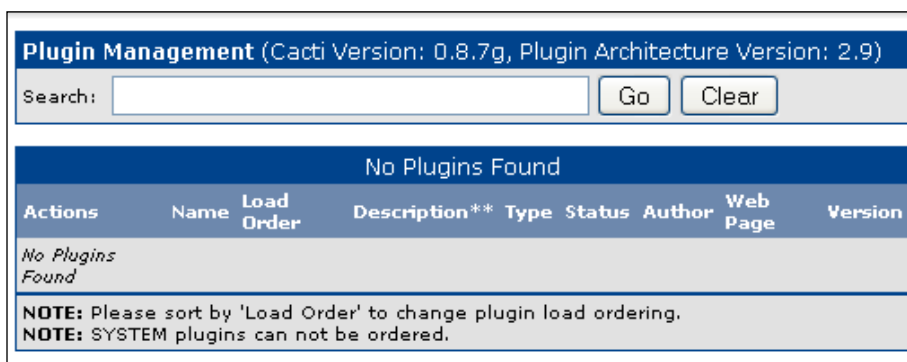 Plugin Management (Cacti Version: 0.8.7g, Plugin Architecture Version: 2.9)
Search: Go Clear
No Plugins Found
Actions Name Load Order Description** Type Status Author Web Page Version
No Plugins
Found
NOTE: Please sort by 'Load Order' to change plugin load ordering.
NOTE: SYSTEM plugins can not be ordered.